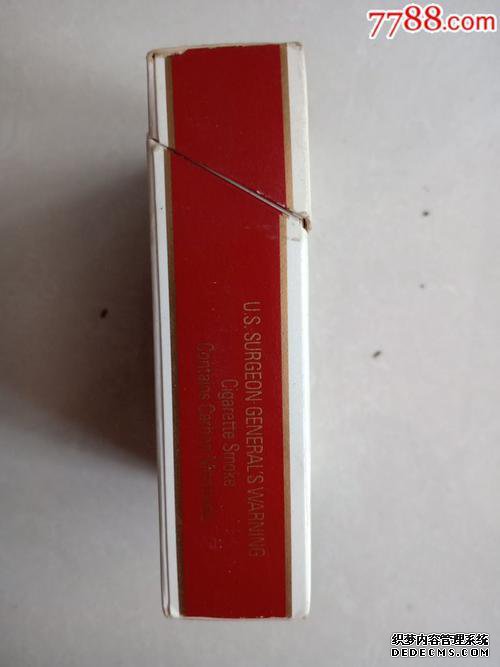 7788.com
U.S. SURGEON GENERAL'S WARNING
Cigarette Smoke
Contains Carbon Monoxide.
织梦内容管理系统
DEDECMS.COM